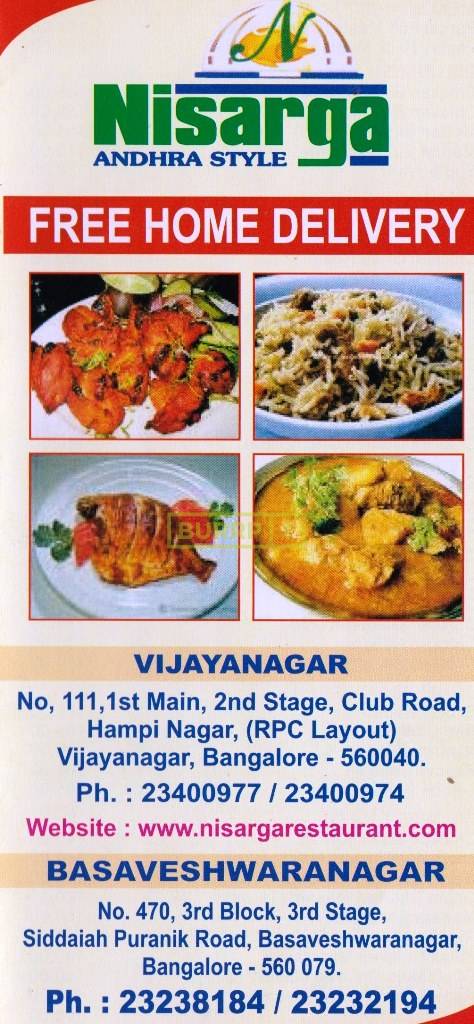 N
Nisarga
ANDHRA STYLE
FREE HOME DELIVERY
VIJAYANAGAR
No, 111,1st Main, 2nd Stage, Club Road,
Hampi Nagar, (RPC Layout)
Vijayanagar, Bangalore - 560040.
Ph. : 23400977 / 23400974
Website : www.nisargarestaurant.com
BASAVESHWARANAGAR
No. 470, 3rd Block, 3rd Stage,
Siddaiah Puranik Road, Basaveshwaranagar,
Bangalore - 560 079.
Ph. : 23238184 / 23232194